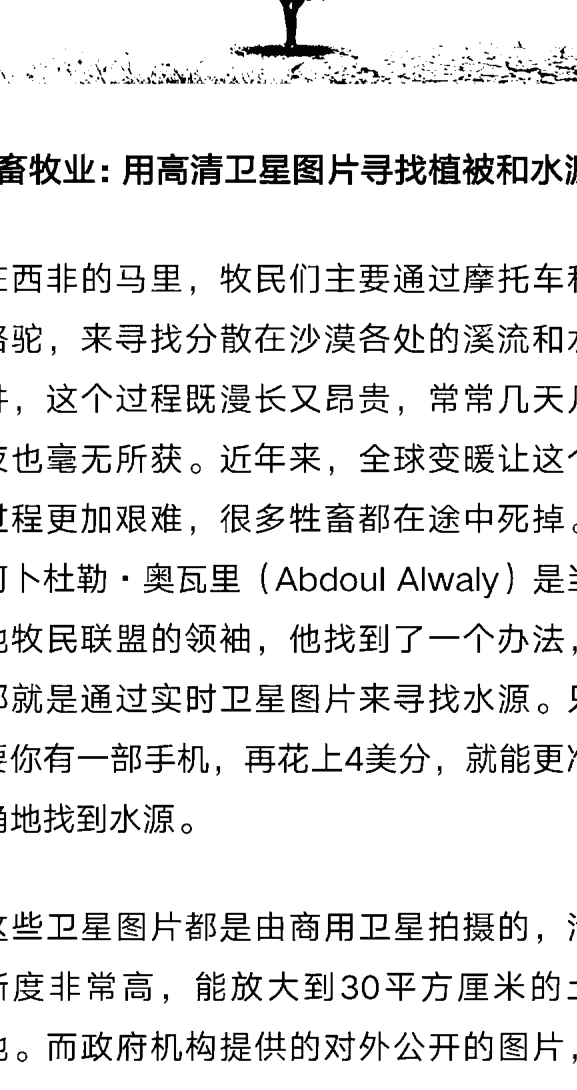 畜牧业：用高清卫星图片寻找植被和水源
在西非的马里，牧民们主要通过摩托车和
骆驼，来寻找分散在沙漠各处的溪流和水
井，这个过程既漫长又昂贵，常常几天几
夜也毫无所获。近年来，全球变暖让这个
过程更加艰难，很多牲畜都在途中死掉。
阿卜杜勒·奥瓦里（Abdoul Alwaly）是当
地牧民联盟的领袖，他找到了一个办法，
那就是通过实时卫星图片来寻找水源。只
要你有一部手机，再花上4美分，就能更准
确地找到水源。
这些卫星图片都是由商用卫星拍摄的，清
晰度非常高，能放大到30平方厘米的土
地。而政府机构提供的对外公开的图片，